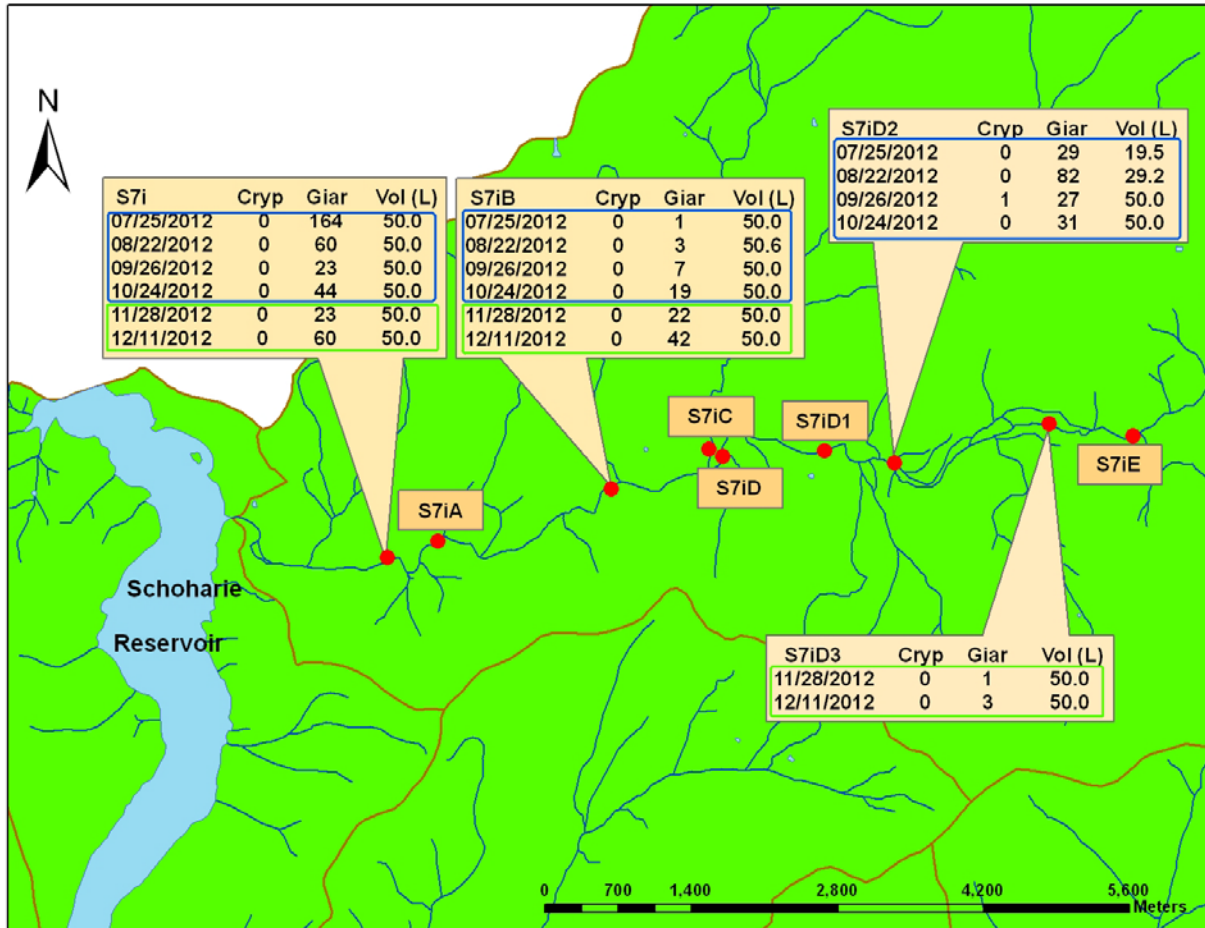 N
S7iD2 Cryp Giar Vol (L)
07/25/2012 0 29 19.5
08/22/2012 0 82 29.2
09/26/2012 1 27 50.0
10/24/2012 0 31 50.0
S7i Cryp Giar Vol (L)
07/25/2012 0 164 50.0
08/22/2012 0 60 50.0
09/26/2012 0 23 50.0
10/24/2012 0 44 50.0
11/28/2012 0 23 50.0
12/11/2012 0 60 50.0
S7iB Cryp Giar Vol (L)
07/25/2012 0 1 50.0
08/22/2012 0 3 50.6
09/26/2012 0 7 50.0
10/24/2012 0 19 50.0
11/28/2012 0 22 50.0
12/11/2012 0 42 50.0
S7iC
S7iD1
S7iE
S7iD
S7iA
Schoharie
Reservoir
S7iD3 Cryp Giar Vol (L)
11/28/2012 0 1 50.0
12/11/2012 0 3 50.0
0 700 1,400 2,800 4,200 5,600
Meters